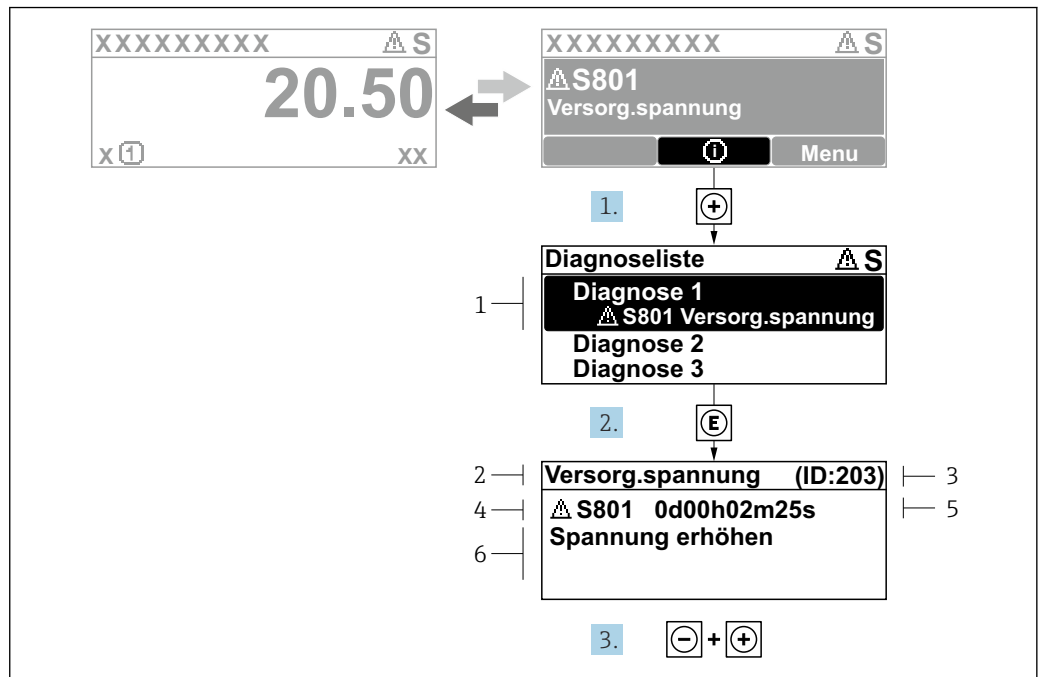 XXXXXXXXX ⚠ S
20.50
x ① xx
XXXXXXXXX ⚠ S
⚠ S801
Versorg.spannung
ⓘ Menu
1. +
Diagnoseliste ⚠ S
1
Diagnose 1
⚠ S801 Versorg.spannung
Diagnose 2
Diagnose 3
2. E
2 Versorg.spannung (ID:203) 3
4 ⚠ S801 0d00h02m25s 5
6 Spannung erhöhen
3. - + +